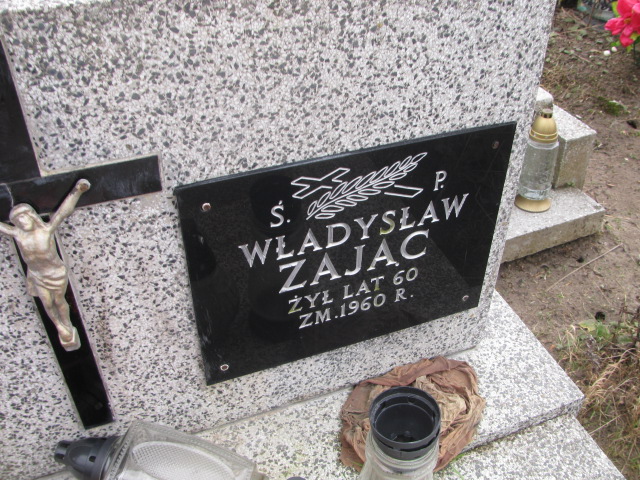 Ś. P.
WŁADYSŁAW
ZAJĄC
ŻYŁ LAT 60
ZM. 1960 R.